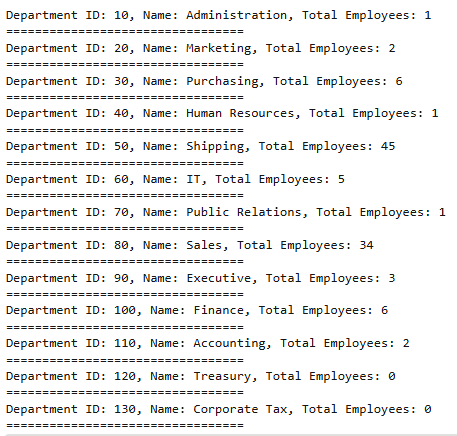 Department ID: 10, Name: Administration, Total Employees: 1
=================================
Department ID: 20, Name: Marketing, Total Employees: 2
=================================
Department ID: 30, Name: Purchasing, Total Employees: 6
=================================
Department ID: 40, Name: Human Resources, Total Employees: 1
=================================
Department ID: 50, Name: Shipping, Total Employees: 45
=================================
Department ID: 60, Name: IT, Total Employees: 5
=================================
Department ID: 70, Name: Public Relations, Total Employees: 1
=================================
Department ID: 80, Name: Sales, Total Employees: 34
=================================
Department ID: 90, Name: Executive, Total Employees: 3
=================================
Department ID: 100, Name: Finance, Total Employees: 6
=================================
Department ID: 110, Name: Accounting, Total Employees: 2
=================================
Department ID: 120, Name: Treasury, Total Employees: 0
=================================
Department ID: 130, Name: Corporate Tax, Total Employees: 0
=================================